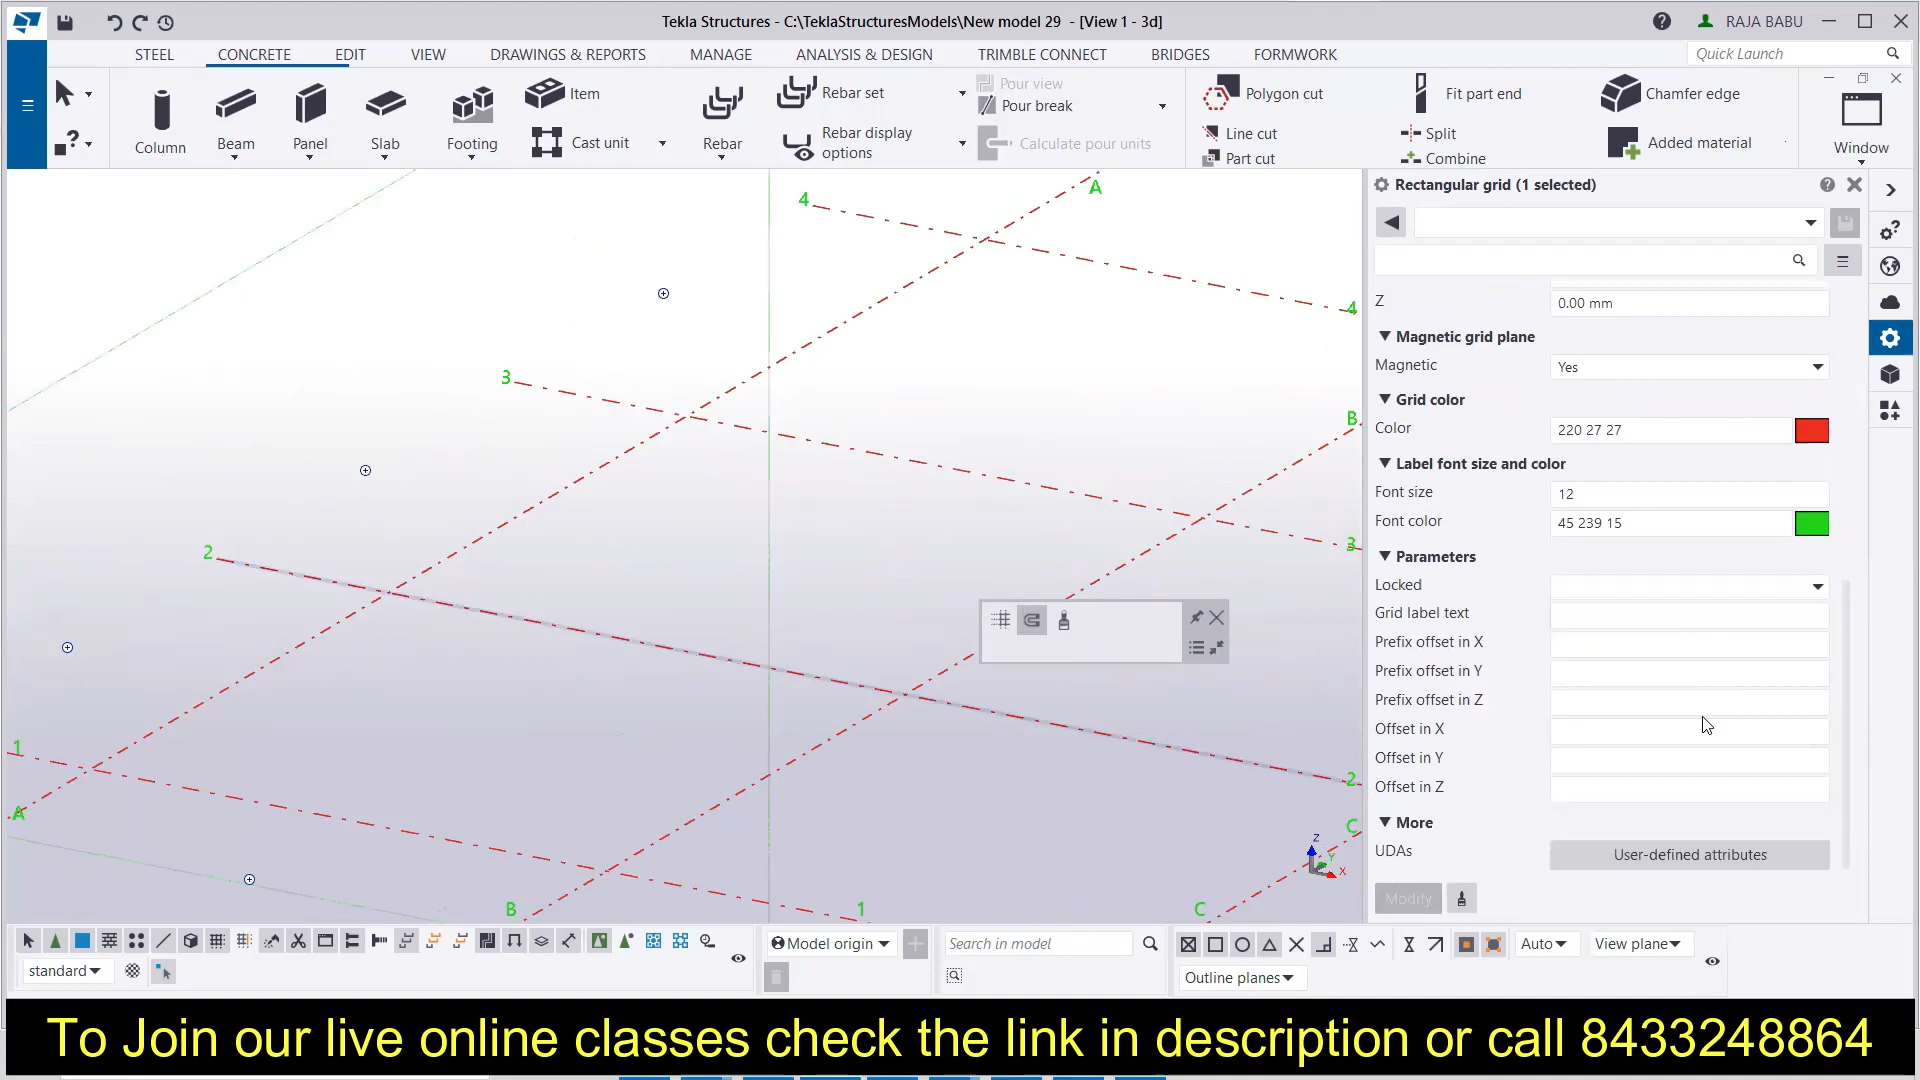 Tekla Structures - C:\TeklaStructuresModels\New model 29 - [View 1 - 3d]
RAJA BABU
STEEL CONCRETE EDIT VIEW DRAWINGS & REPORTS MANAGE ANALYSIS & DESIGN TRIMBLE CONNECT BRIDGES FORMWORK
Quick Launch
Column
Beam
Panel
Slab
Footing
Item
Cast unit
Rebar
Rebar set
Rebar display
options
Pour view
Pour break
Calculate pour units
Polygon cut
Line cut
Part cut
Fit part end
Split
Combine
Chamfer edge
Added material
Window
4
A
4
3
B
2
3
1
2
A
C
B
1
C
Z
Y
X
Rectangular grid (1 selected)
Z 0.00 mm
Magnetic grid plane
Magnetic Yes
Grid color
Color 220 27 27
Label font size and color
Font size 12
Font color 45 239 15
Parameters
Locked
Grid label text
Prefix offset in X
Prefix offset in Y
Prefix offset in Z
Offset in X
Offset in Y
Offset in Z
More
UDAs User-defined attributes
Modify
standard
Model origin
Search in model
Auto
View plane
Outline planes
To Join our live online classes check the link in description or call 8433248864